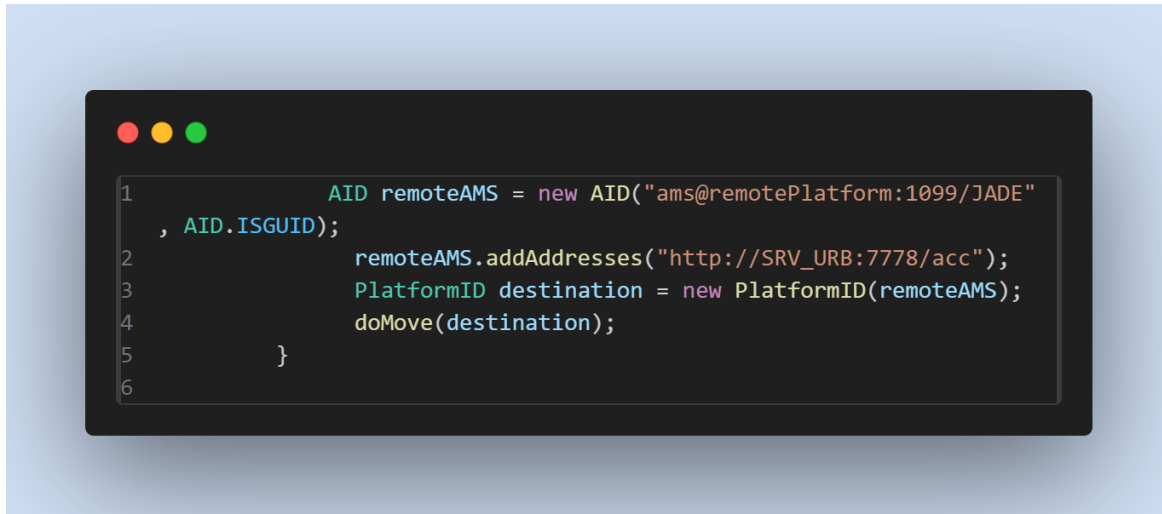 1 AID remoteAMS = new AID("ams@remotePlatform:1099/JADE"
, AID.ISGUID);
2 remoteAMS.addAddresses("http://SRV_URB:7778/acc");
3 PlatformID destination = new PlatformID(remoteAMS);
4 doMove(destination);
5 }
6